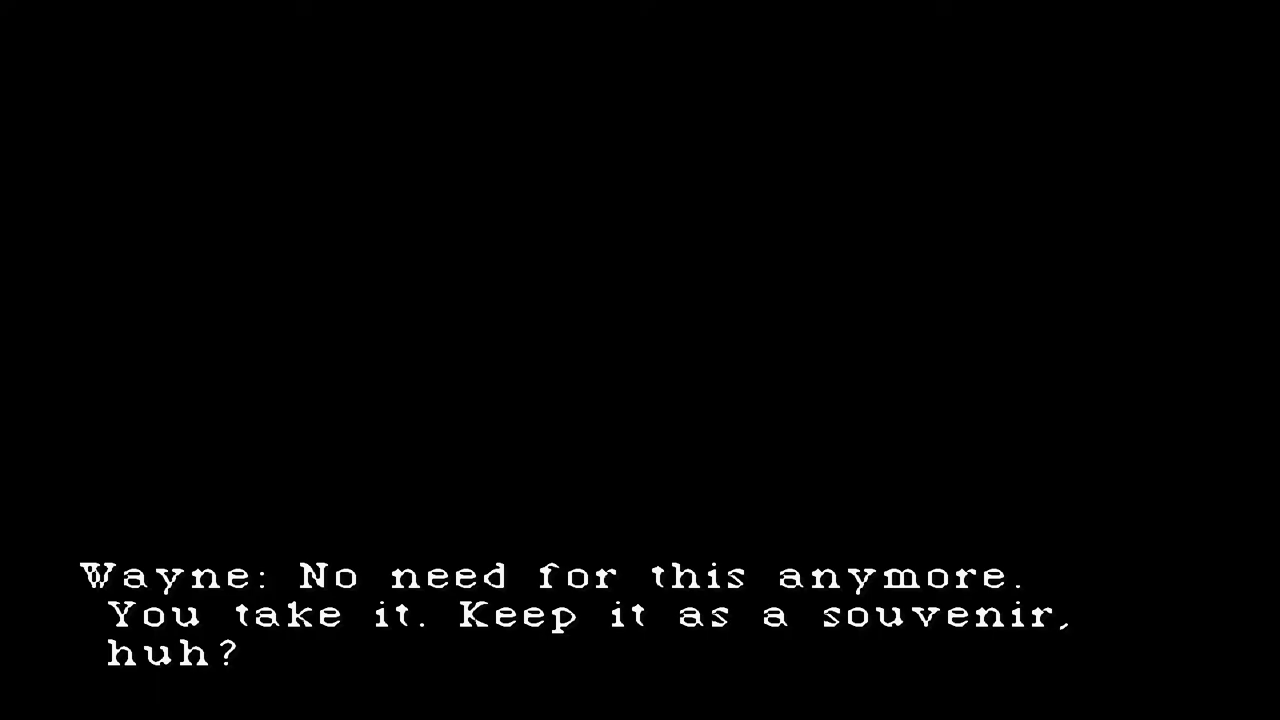 Wayne: No need for this anymore.
You take it. Keep it as a souvenir,
huh?